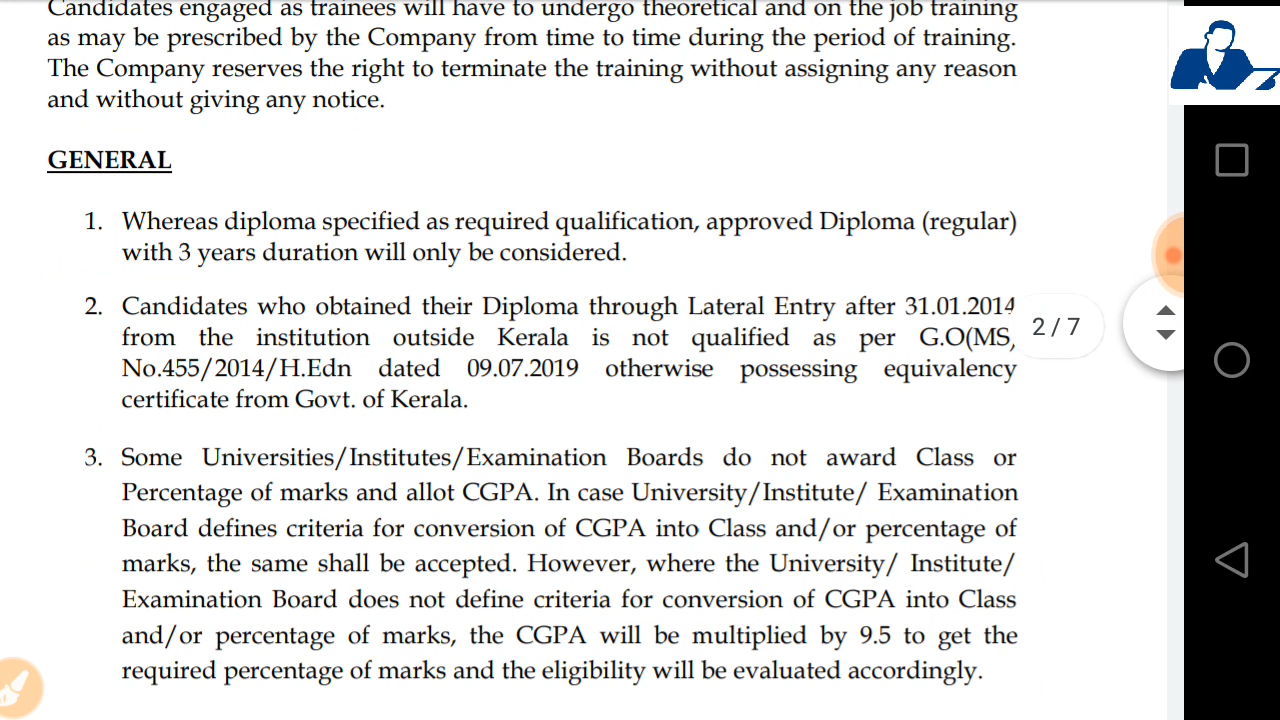 Candidates engaged as trainees will have to undergo theoretical and on the job training
as may be prescribed by the Company from time to time during the period of training.
The Company reserves the right to terminate the training without assigning any reason
and without giving any notice.
GENERAL
1. Whereas diploma specified as required qualification, approved Diploma (regular)
with 3 years duration will only be considered.
2. Candidates who obtained their Diploma through Lateral Entry after 31.01.2014
from the institution outside Kerala is not qualified as per G.O(MS,
No.455/2014/H.Edn dated 09.07.2019 otherwise possessing equivalency
certificate from Govt. of Kerala.
2 / 7
3. Some Universities/Institutes/Examination Boards do not award Class or
Percentage of marks and allot CGPA. In case University/Institute/ Examination
Board defines criteria for conversion of CGPA into Class and/or percentage of
marks, the same shall be accepted. However, where the University/ Institute/
Examination Board does not define criteria for conversion of CGPA into Class
and/or percentage of marks, the CGPA will be multiplied by 9.5 to get the
required percentage of marks and the eligibility will be evaluated accordingly.